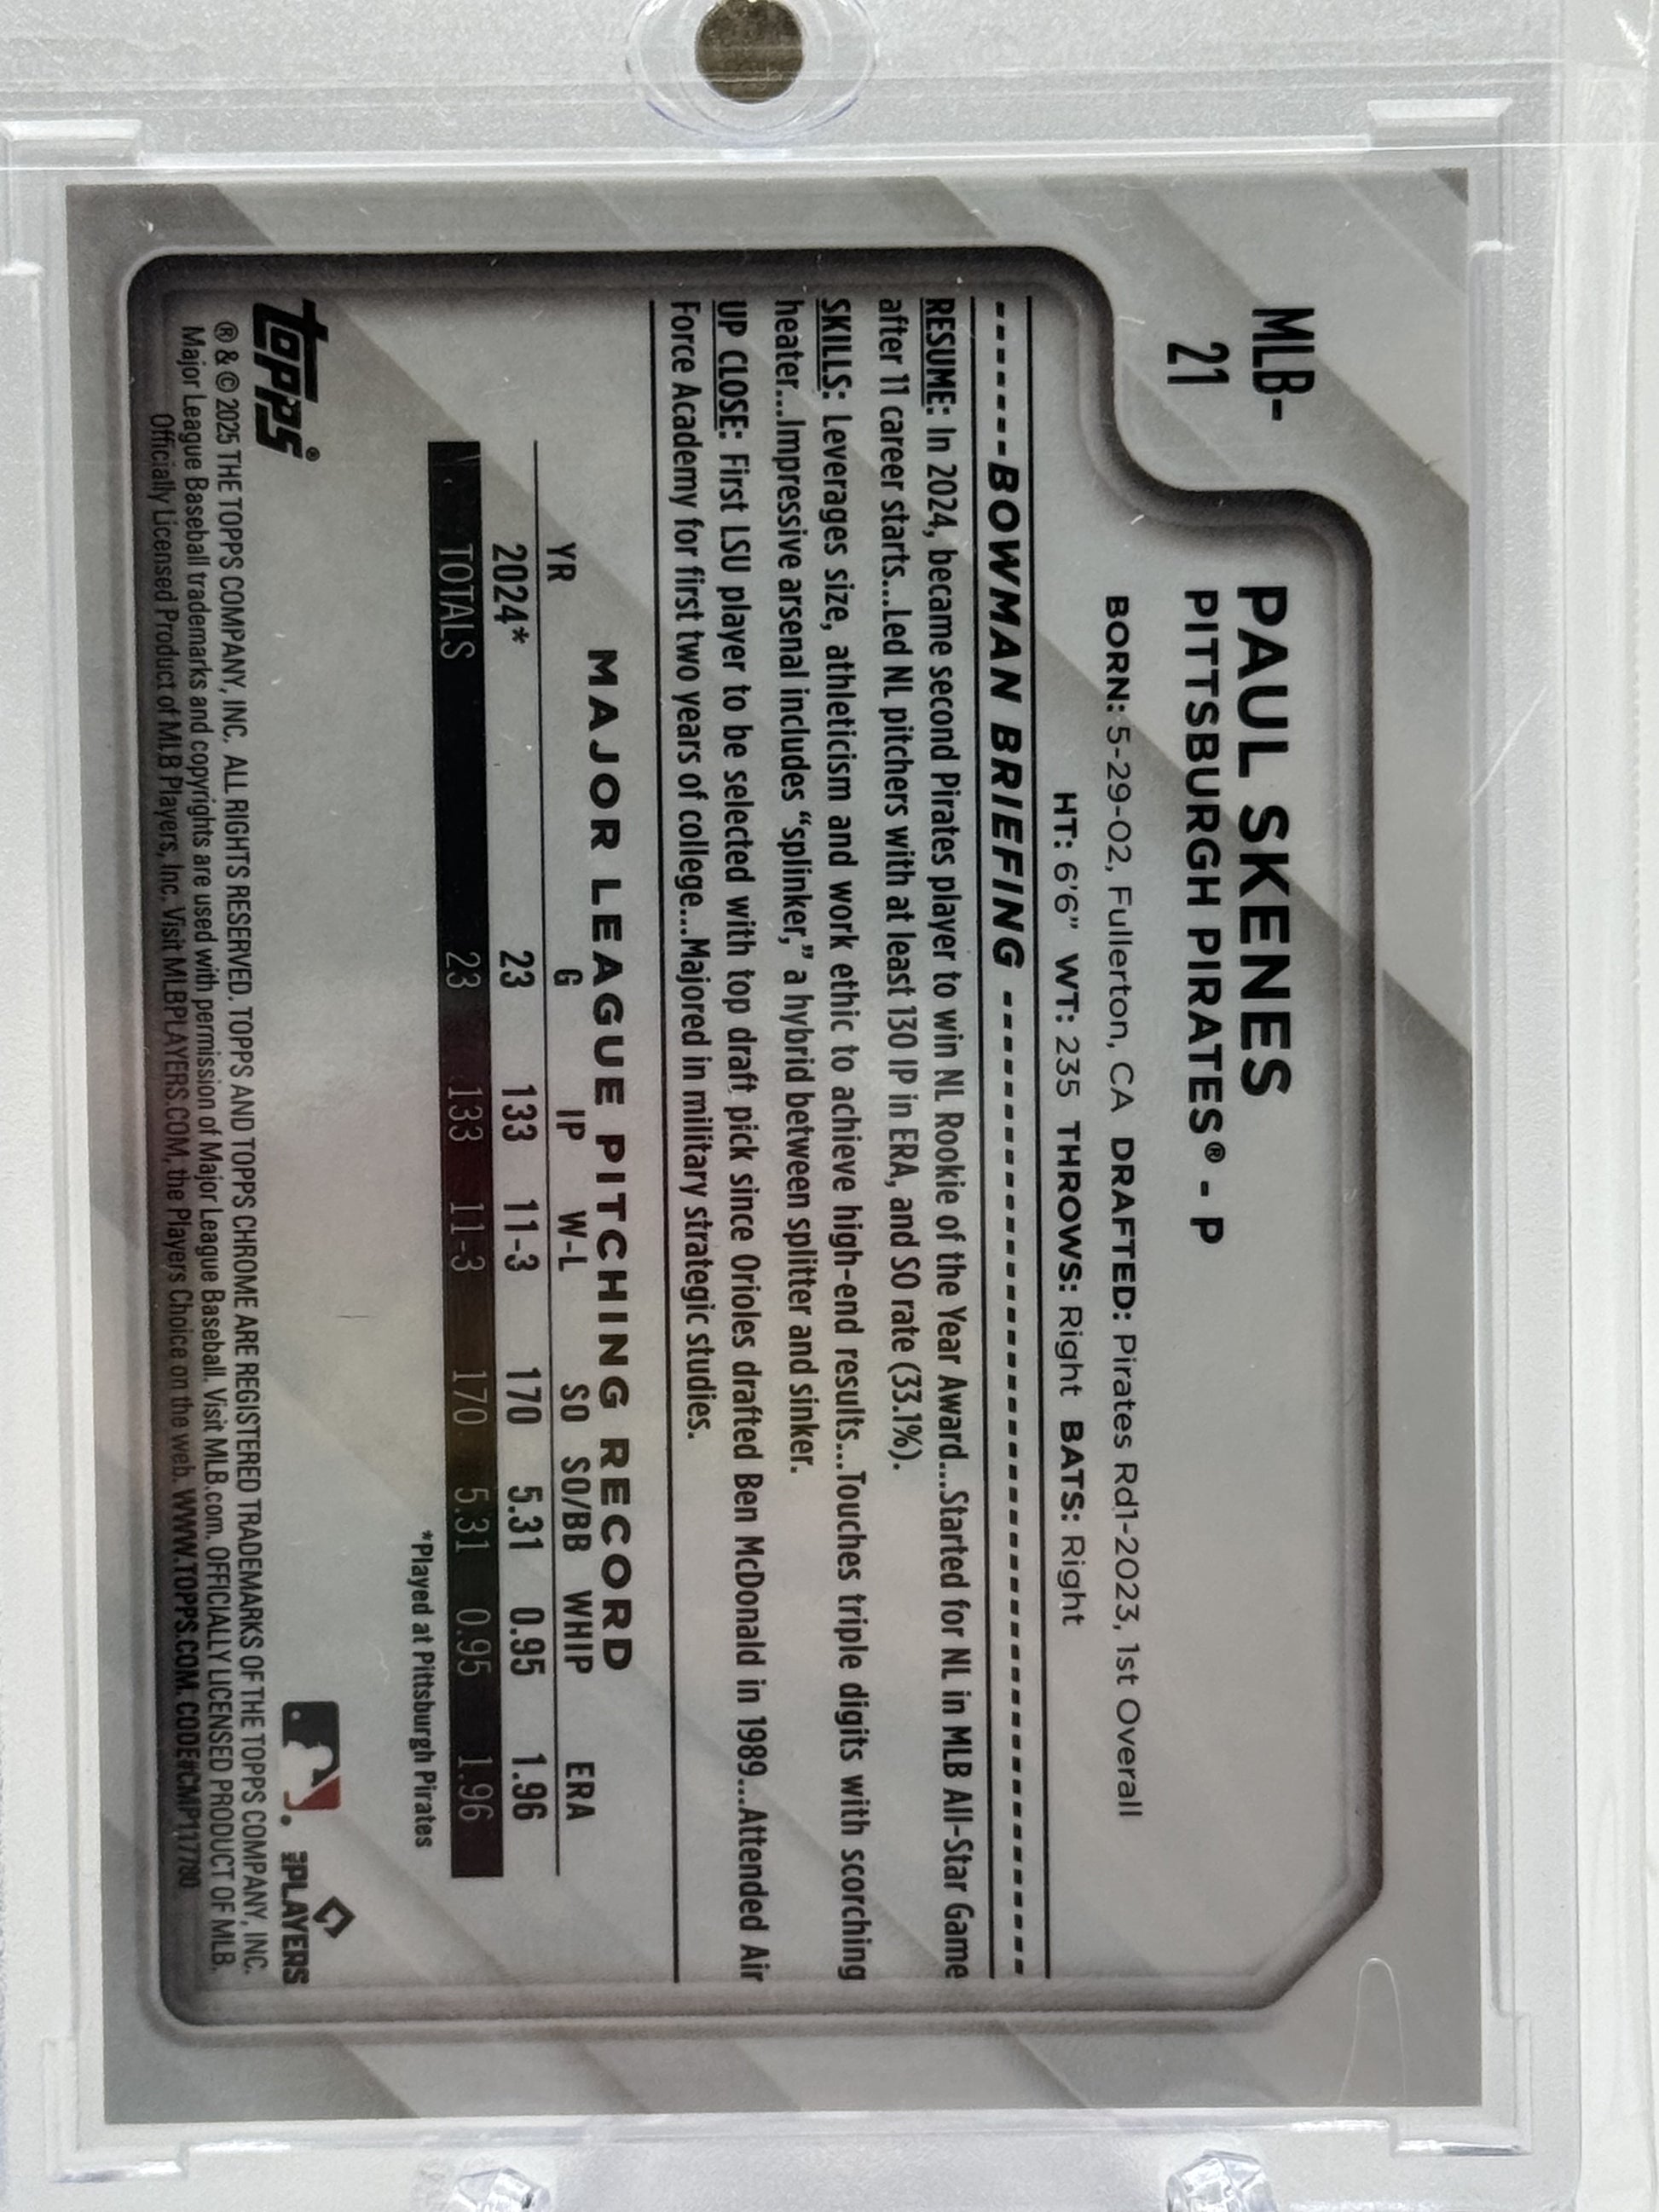 MLB-
21
PAUL SKENES
PITTSBURGH PIRATES® - P
BORN: 5-29-02, Fullerton, CA DRAFTED: Pirates Rd1-2023, 1st Overall
HT: 6'6" WT: 235 THROWS: Right BATS: Right
------BOWMAN BRIEFING------
RESUME: In 2024, became second Pirates player to win NL Rookie of the Year Award...Started for NL in MLB All-Star Game
after 11 career starts...Led NL pitchers with at least 130 IP in ERA, and SO rate (33.1%).
SKILLS: Leverages size, athleticism and work ethic to achieve high-end results...Touches triple digits with scorching
heater...Impressive arsenal includes “splinker,” a hybrid between splitter and sinker.
UP CLOSE: First LSU player to be selected with top draft pick since Orioles drafted Ben McDonald in 1989...Attended Air
Force Academy for first two years of college...Majored in military strategic studies.
MAJOR LEAGUE PITCHING RECORD
YR G IP W-L SO SO/BB WHIP ERA
2024* 23 133 11-3 170 5.31 0.95 1.96
TOTALS 23 133 11-3 170 5.31 0.95 1.96
*Played at Pittsburgh Pirates
topps®
MLB PLAYERS
® & © 2025 THE TOPPS COMPANY, INC. ALL RIGHTS RESERVED. TOPPS AND TOPPS CHROME ARE REGISTERED TRADEMARKS OF THE TOPPS COMPANY, INC.
Major League Baseball trademarks and copyrights are used with permission of Major League Baseball. Visit MLB.com. OFFICIALLY LICENSED PRODUCT OF MLB.
Officially Licensed Product of MLB Players, Inc. Visit MLBPLAYERS.COM, the Players Choice on the web. WWW.TOPPS.COM. CODE#CMP117780